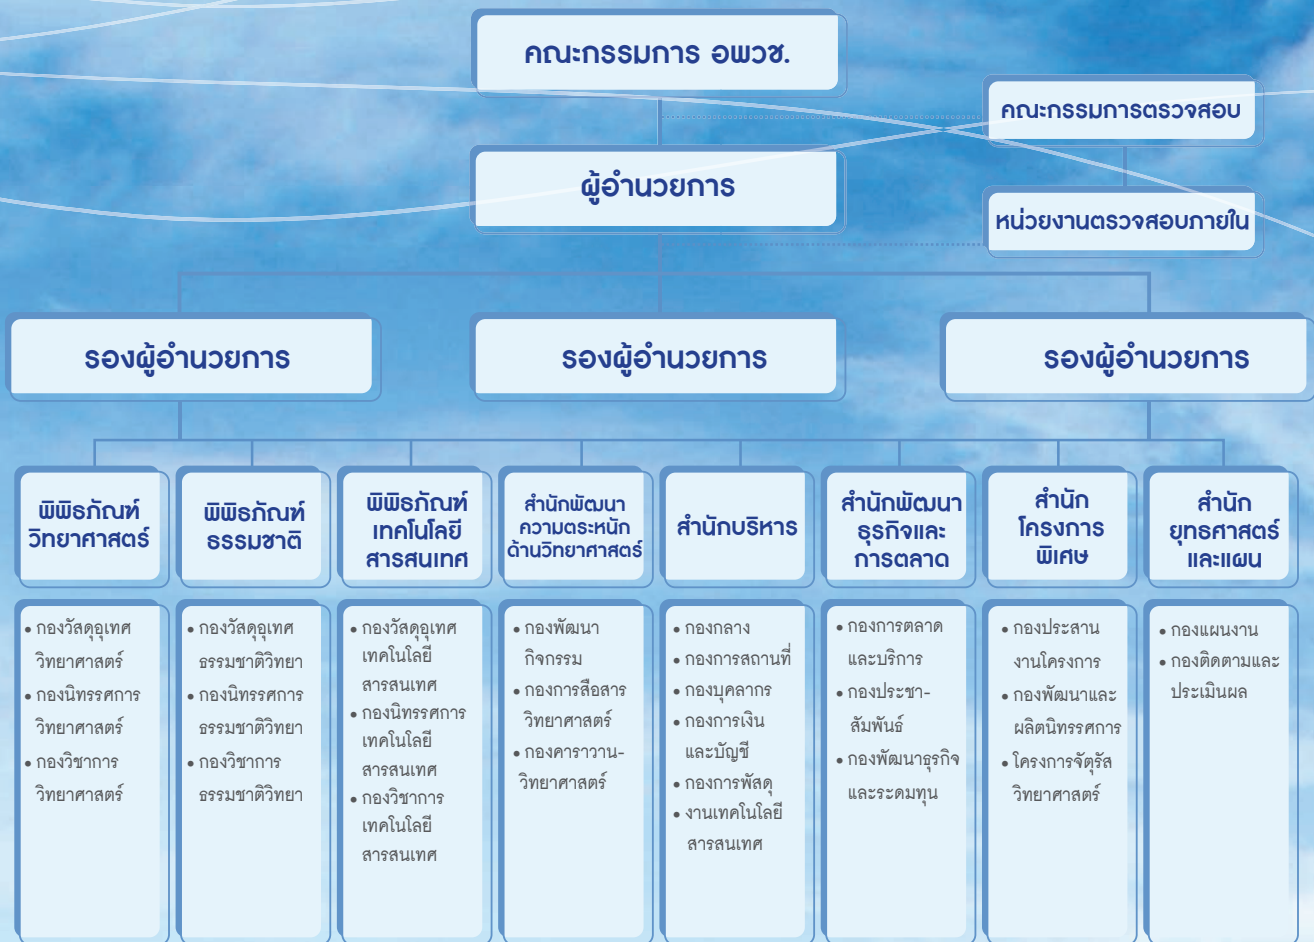 คณะกรรมการ อพวช.
คณะกรรมการตรวจสอบ
ผู้อำนวยการ
หน่วยงานตรวจสอบภายใน
รองผู้อำนวยการ
รองผู้อำนวยการ
รองผู้อำนวยการ
พิพิธภัณฑ์
วิทยาศาสตร์
พิพิธภัณฑ์
ธรรมชาติ
พิพิธภัณฑ์
เทคโนโลยี
สารสนเทศ
สำนักพัฒนา
ความตระหนัก
ด้านวิทยาศาสตร์
สำนักบริหาร
สำนักพัฒนา
ธุรกิจและ
การตลาด
สำนัก
โครงการ
พิเศษ
สำนัก
ยุทธศาสตร์
และแผน
• กองวัสดุอุเทศ
วิทยาศาสตร์
• กองนิทรรศการ
วิทยาศาสตร์
• กองวิชาการ
วิทยาศาสตร์
• กองวัสดุอุเทศ
ธรรมชาติวิทยา
• กองนิทรรศการ
ธรรมชาติวิทยา
• กองวิชาการ
ธรรมชาติวิทยา
• กองวัสดุอุเทศ
เทคโนโลยี
สารสนเทศ
• กองนิทรรศการ
เทคโนโลยี
สารสนเทศ
• กองวิชาการ
เทคโนโลยี
สารสนเทศ
• กองพัฒนา
กิจกรรม
• กองการสือสาร
วิทยาศาสตร์
• กองคาราวาน-
วิทยาศาสตร์
• กองกลาง
• กองการสถานที่
• กองบุคลากร
• กองการเงิน
และบัญชี
• กองการพัสดุ
• งานเทคโนโลยี
สารสนเทศ
• กองการตลาด
และบริการ
• กองประชา-
สัมพันธ์
• กองพัฒนาธุรกิจ
และระดมทุน
• กองประสาน
งานโครงการ
• กองพัฒนาและ
ผลิตนิทรรศการ
• โครงการจัตุรัส
วิทยาศาสตร์
• กองแผนงาน
• กองติดตามและ
ประเมินผล